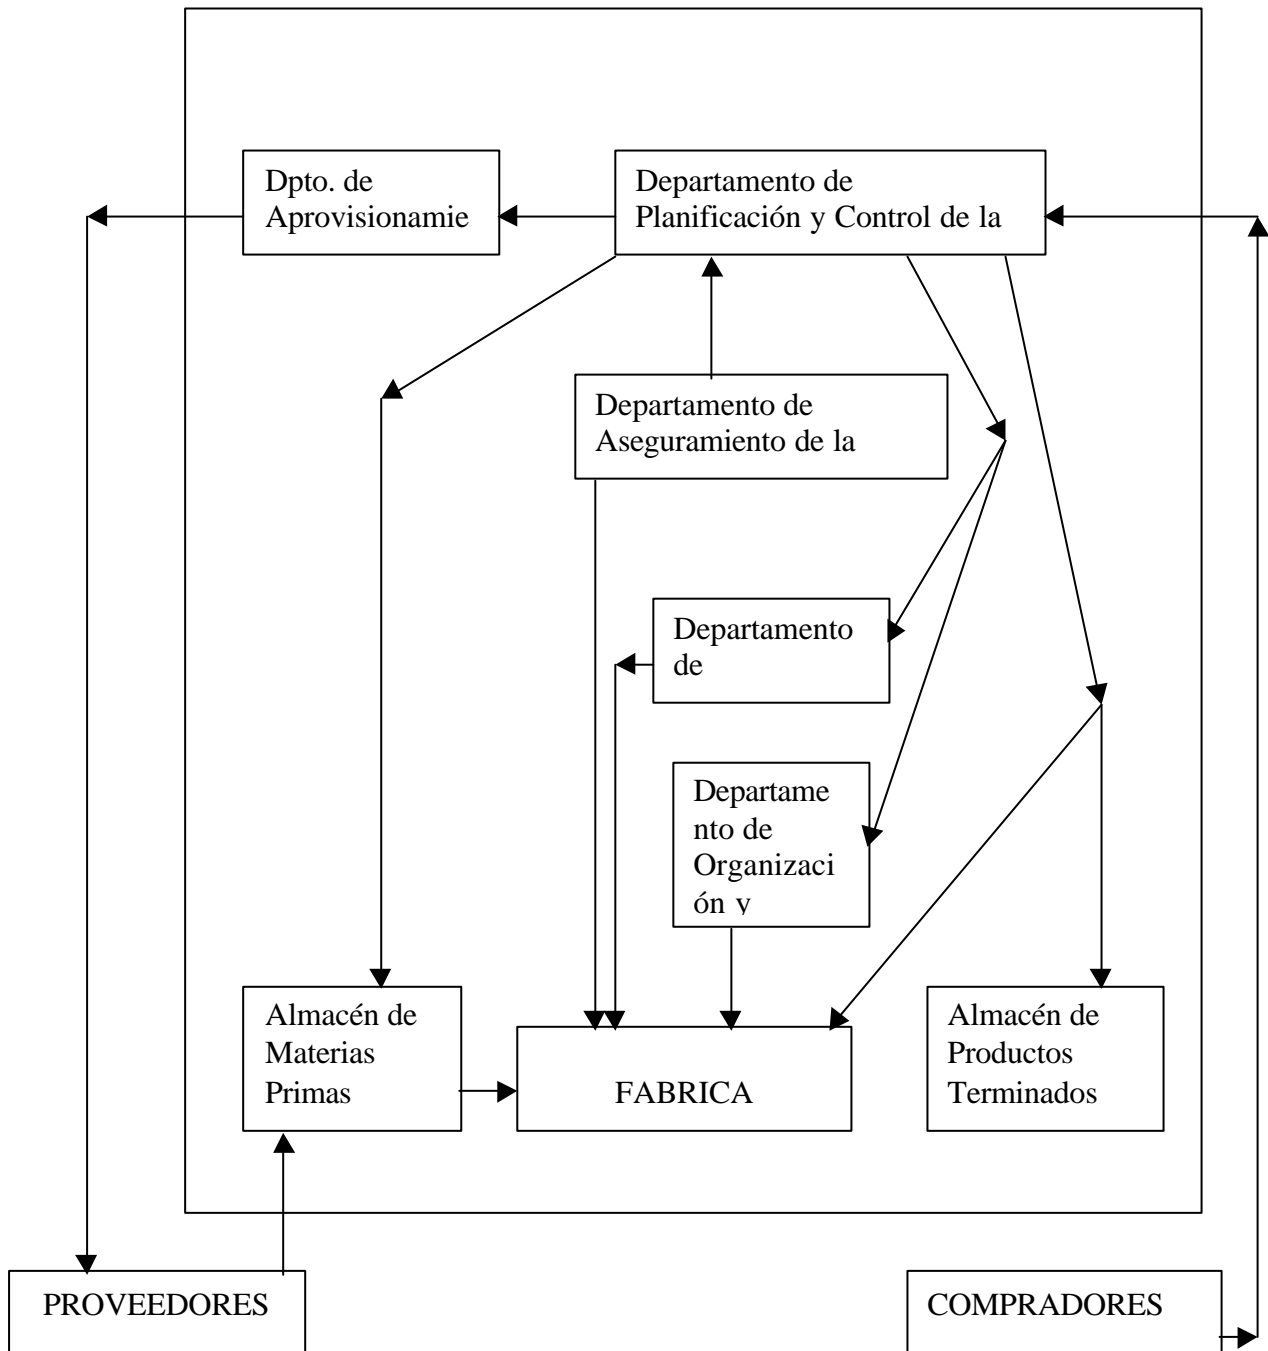 Dpto. de
Aprovisionamie
Departamento de
Planificación y Control de la
Departamento de
Aseguramiento de la
Departamento
de
Departame
nto de
Organizaci
ón y
Almacén de
Materias
Primas
FABRICA
Almacén de
Productos
Terminados
PROVEEDORES
COMPRADORES